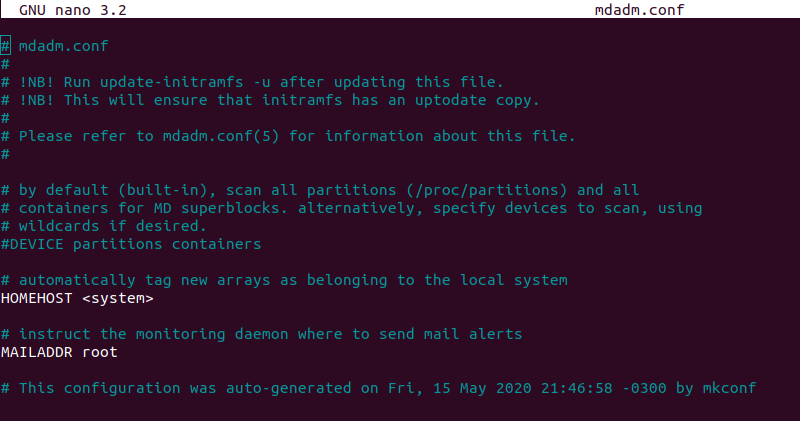 GNU nano 3.2 mdadm.conf
# mdadm.conf
#
# !NB! Run update-initramfs -u after updating this file.
# !NB! This will ensure that initramfs has an uptodate copy.
#
# Please refer to mdadm.conf(5) for information about this file.
#
# by default (built-in), scan all partitions (/proc/partitions) and all
# containers for MD superblocks. alternatively, specify devices to scan, using
# wildcards if desired.
#DEVICE partitions containers
# automatically tag new arrays as belonging to the local system
HOMEHOST <system>
# instruct the monitoring daemon where to send mail alerts
MAILADDR root
# This configuration was auto-generated on Fri, 15 May 2020 21:46:58 -0300 by mkconf